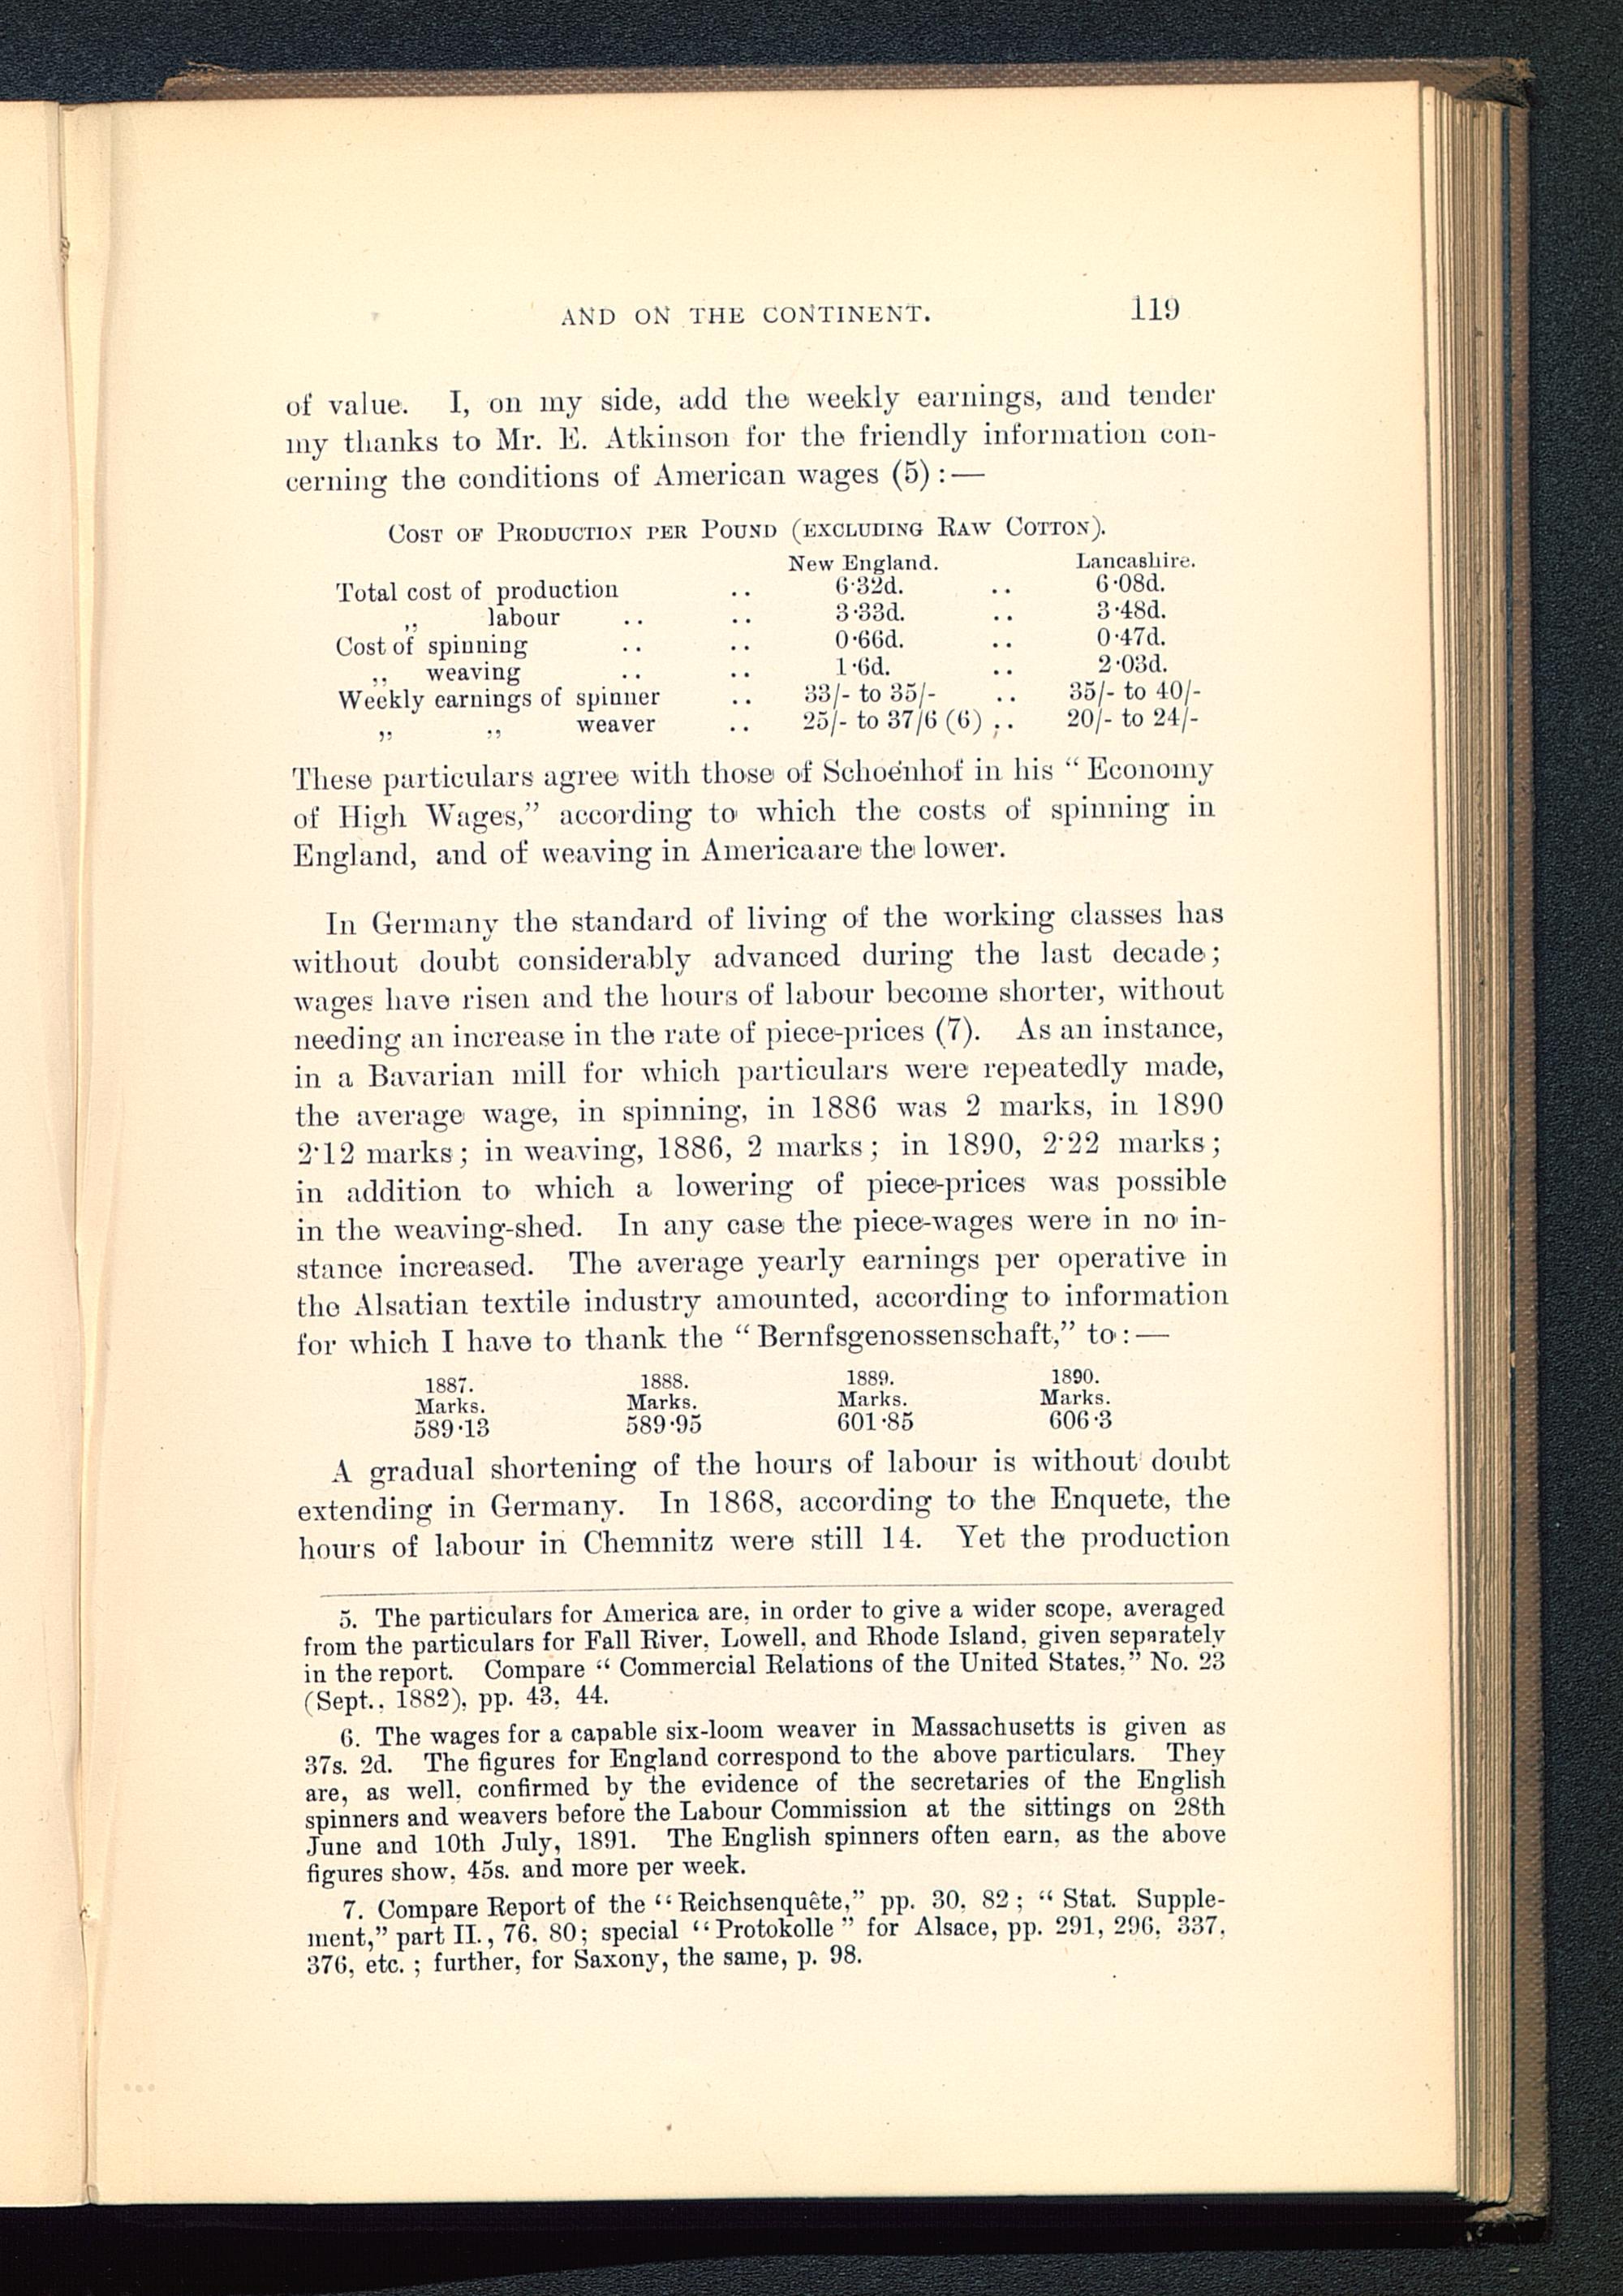 AND ON THE CONTINENT. 119
of value. I, on my side, add the weekly earnings, and tender
my thanks to Mr. E. Atkinson for the friendly information con-
cerning the conditions of American wages (5) :—
COST OF PRODUCTION PER POUND (EXCLUDING RAW COTTON).
New England. Lancashire.
Total cost of production .. 6·32d. .. 6·08d.
„ labour .. .. 3·33d. .. 3·48d.
Cost of spinning .. .. 0·66d. .. 0·47d.
„ weaving .. .. 1·6d. .. 2·03d.
Weekly earnings of spinner .. 33/- to 35/- .. 35/- to 40/-
„ „ weaver .. 25/- to 37/6 (6) .. 20/- to 24/-
These particulars agree with those of Schoenhof in his “ Economy
of High Wages,” according to which the costs of spinning in
England, and of weaving in Americaare the lower.
In Germany the standard of living of the working classes has
without doubt considerably advanced during the last decade ;
wages have risen and the hours of labour become shorter, without
needing an increase in the rate of piece-prices (7). As an instance,
in a Bavarian mill for which particulars were repeatedly made,
the average wage, in spinning, in 1886 was 2 marks, in 1890
2·12 marks ; in weaving, 1886, 2 marks ; in 1890, 2·22 marks ;
in addition to which a lowering of piece-prices was possible
in the weaving-shed. In any case the piece-wages were in no in-
stance increased. The average yearly earnings per operative in
the Alsatian textile industry amounted, according to information
for which I have to thank the “ Bernfsgenossenschaft,” to :—
1887. 1888. 1889. 1890.
Marks. Marks. Marks. Marks.
589·13 589·95 601·85 606·3
A gradual shortening of the hours of labour is without doubt
extending in Germany. In 1868, according to the Enquete, the
hours of labour in Chemnitz were still 14. Yet the production
5. The particulars for America are, in order to give a wider scope, averaged
from the particulars for Fall River, Lowell, and Rhode Island, given separately
in the report. Compare “ Commercial Relations of the United States,” No. 23
(Sept., 1882), pp. 43, 44.
6. The wages for a capable six-loom weaver in Massachusetts is given as
37s. 2d. The figures for England correspond to the above particulars. They
are, as well, confirmed by the evidence of the secretaries of the English
spinners and weavers before the Labour Commission at the sittings on 28th
June and 10th July, 1891. The English spinners often earn, as the above
figures show, 45s. and more per week.
7. Compare Report of the “ Reichsenquête,” pp. 30, 82 ; “ Stat. Supple-
ment,” part II., 76, 80; special “Protokolle ” for Alsace, pp. 291, 296, 337,
376, etc. ; further, for Saxony, the same, p. 98.